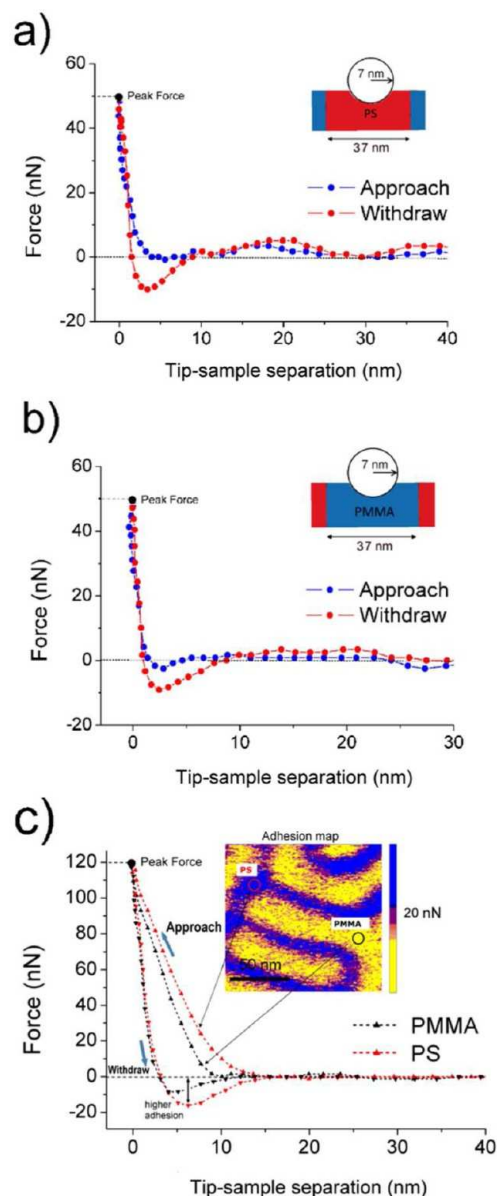 a)
60
40
20
0
-20
Force (nN)
Peak Force
7 nm
PS
37 nm
Approach
Withdraw
0 10 20 30 40
Tip-sample separation (nm)
b)
60
50
40
20
0
-20
Force (nN)
Peak Force
7 nm
PMMA
37 nm
Approach
Withdraw
0 10 20 30
Tip-sample separation (nm)
c)
120
100
80
60
40
20
0
-20
Force (nN)
Peak Force
Adhesion map
PS
PMMA
50 nm
20 nN
Approach
PMMA
PS
Withdraw
higher
adhesion
0 10 20 30 40
Tip-sample separation (nm)